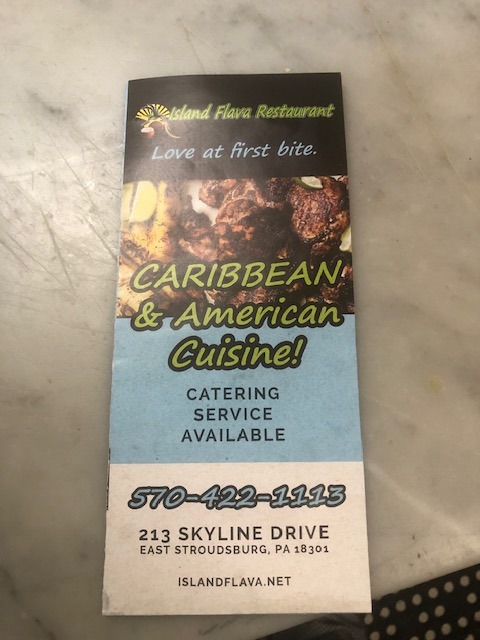 Island Flava Restaurant
Love at first bite.
CARIBBEAN
& American
Cuisine!
CATERING
SERVICE
AVAILABLE
570-422-1113
213 SKYLINE DRIVE
EAST STROUDSBURG, PA 18301
ISLANDFLAVA.NET